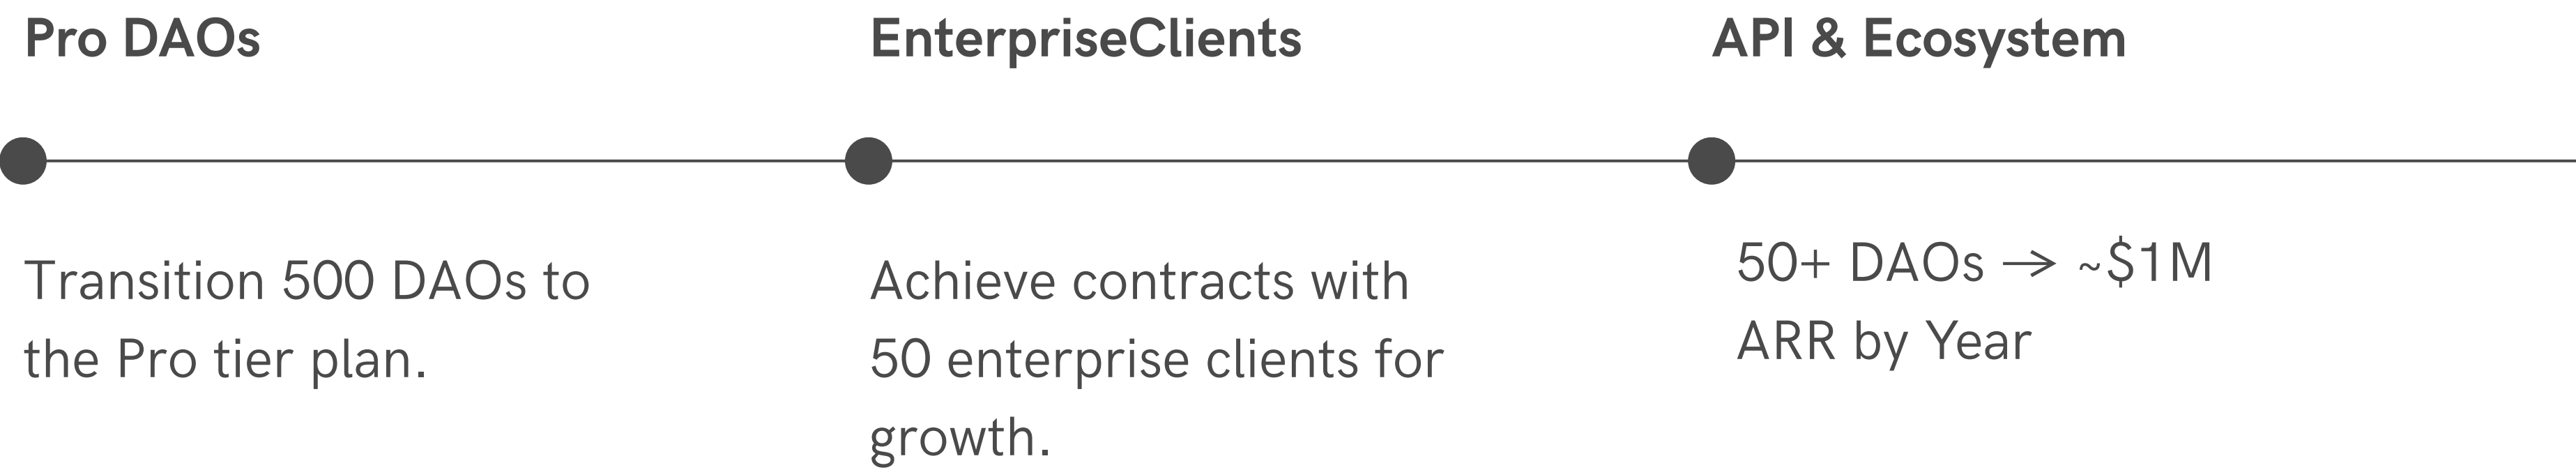 Pro DAOs
Transition 500 DAOs to
the Pro tier plan.
EnterpriseClients
Achieve contracts with
50 enterprise clients for
growth.
API & Ecosystem
50+ DAOs → ~$1M
ARR by Year